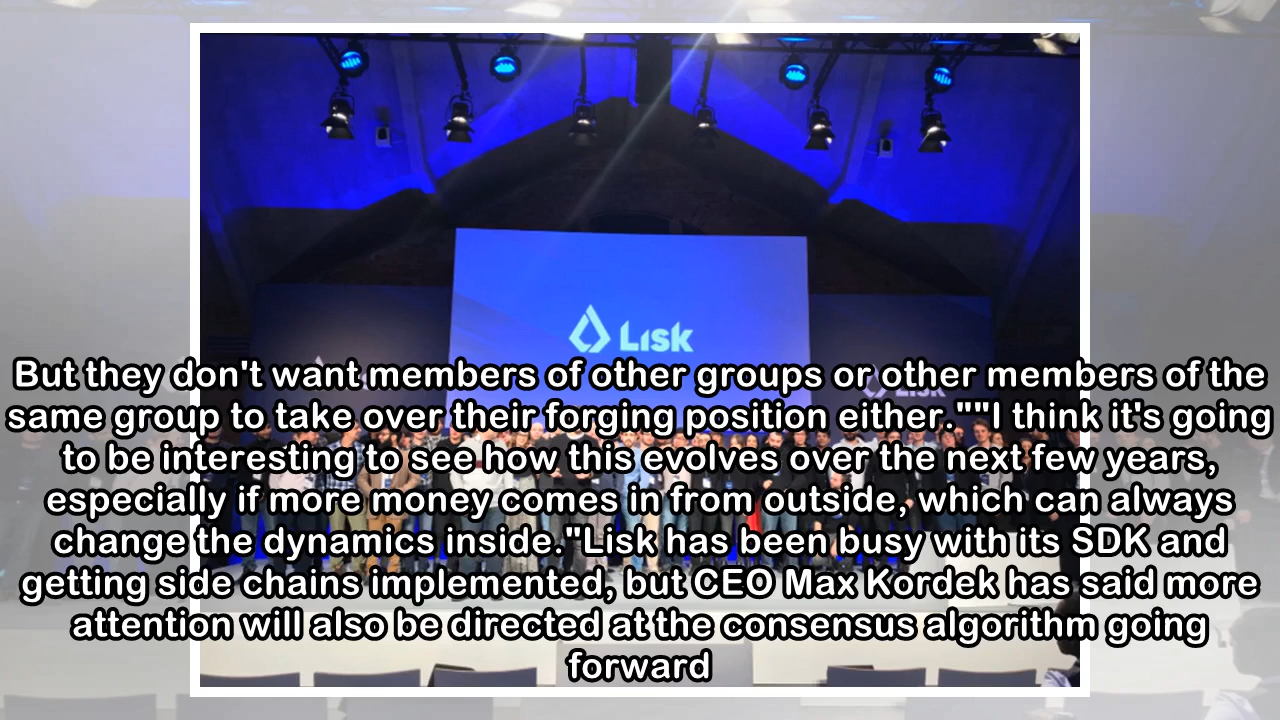 Lisk
Lisk
But they don't want members of other groups or other members of the
same group to take over their forging position either.""I think it's going
to be interesting to see how this evolves over the next few years,
especially if more money comes in from outside, which can always
change the dynamics inside."Lisk has been busy with its SDK and
getting side chains implemented, but CEO Max Kordek has said more
attention will also be directed at the consensus algorithm going
forward